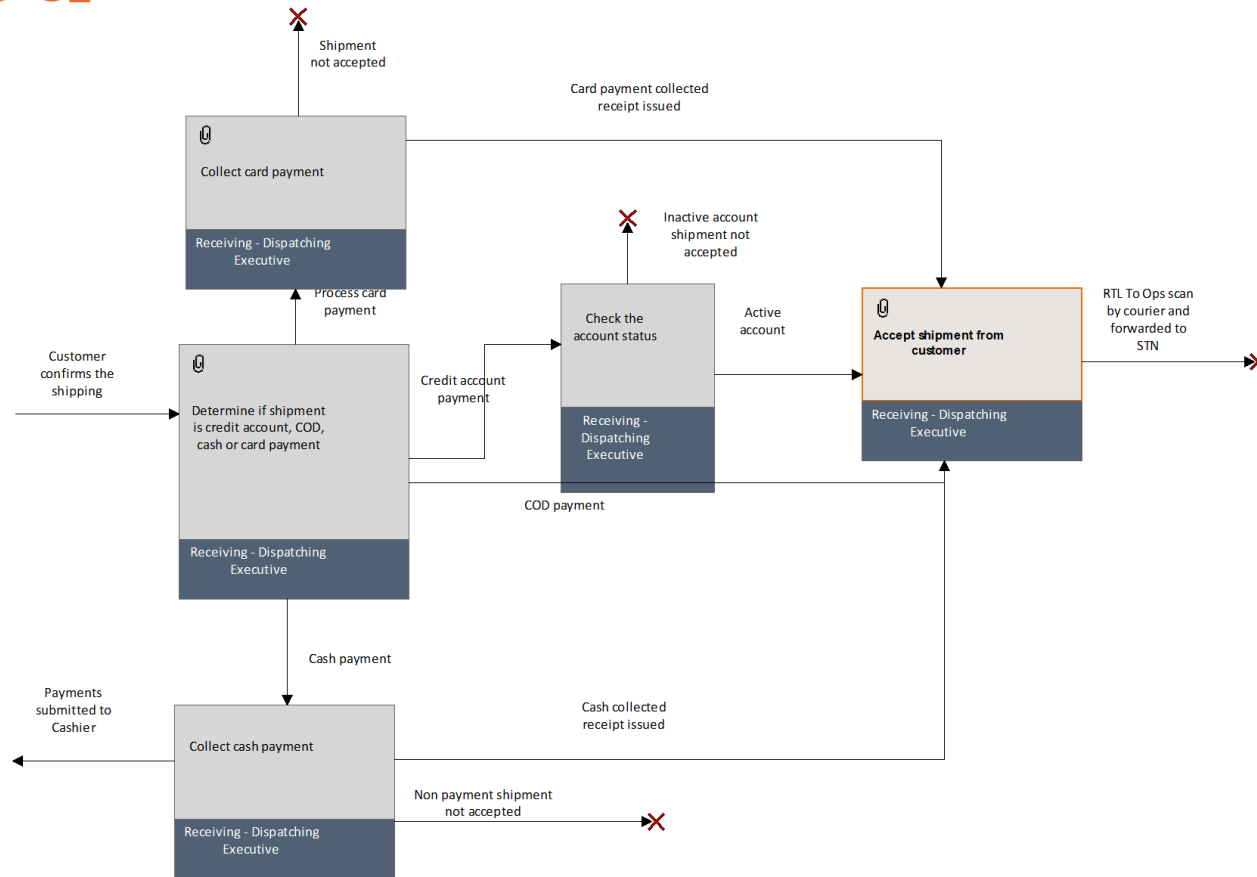 Shipment
not accepted
Card payment collected
receipt issued
Collect card payment
Receiving - Dispatching
Executive
Inactive account
shipment not
accepted
Process card
payment
Check the
account status
Active
account
Accept shipment from
customer
RTL To Ops scan
by courier and
forwarded to
STN
Customer
confirms the
shipping
Credit account
payment
Determine if shipment
is credit account, COD,
cash or card payment
Receiving -
Dispatching
Executive
Receiving - Dispatching
Executive
COD payment
Receiving - Dispatching
Executive
Cash payment
Payments
submitted to
Cashier
Cash collected
receipt issued
Collect cash payment
Non payment shipment
not accepted
Receiving - Dispatching
Executive